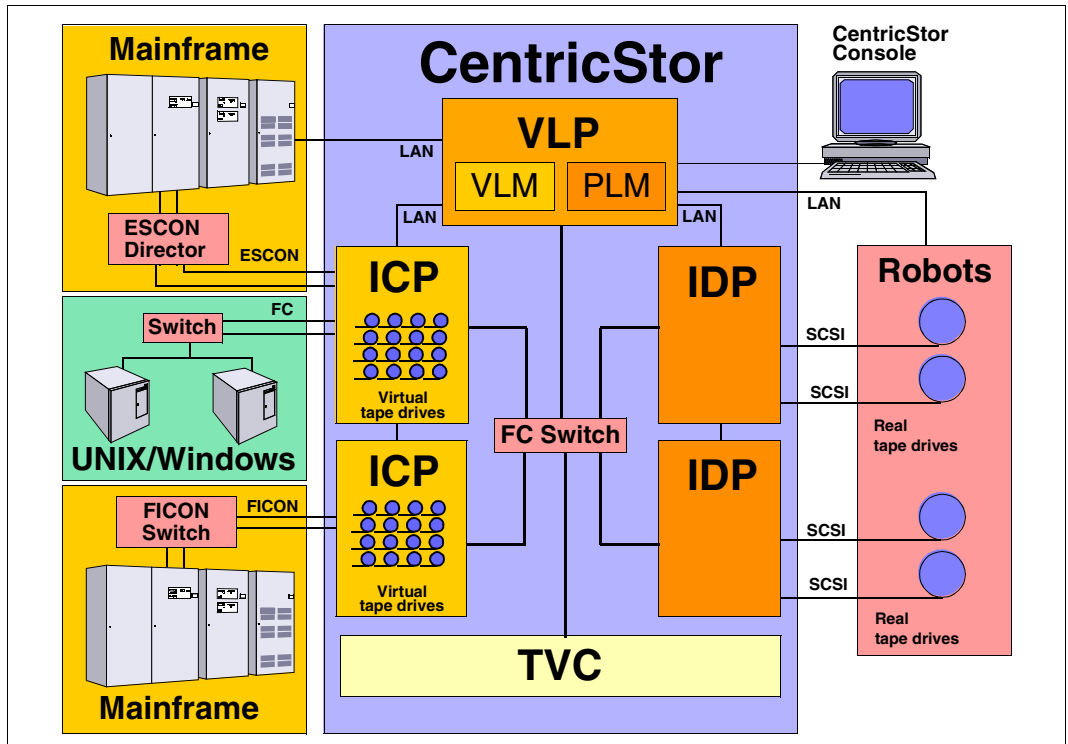 Mainframe
CentricStor
CentricStor
Console
VLP
LAN
VLM
PLM
LAN
LAN
LAN
ESCON
Director
ESCON
ICP
IDP
Robots
FC
Switch
SCSI
SCSI
Virtual
tape drives
Real
tape drives
FC Switch
UNIX/Windows
ICP
IDP
FICON
Switch
FICON
SCSI
SCSI
Virtual
tape drives
Real
tape drives
TVC
Mainframe